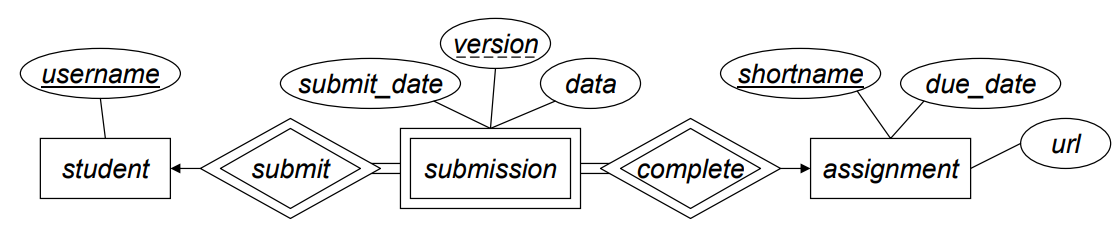 username
submit_date
version
data
shortname
due_date
url
student
submit
submission
complete
assignment